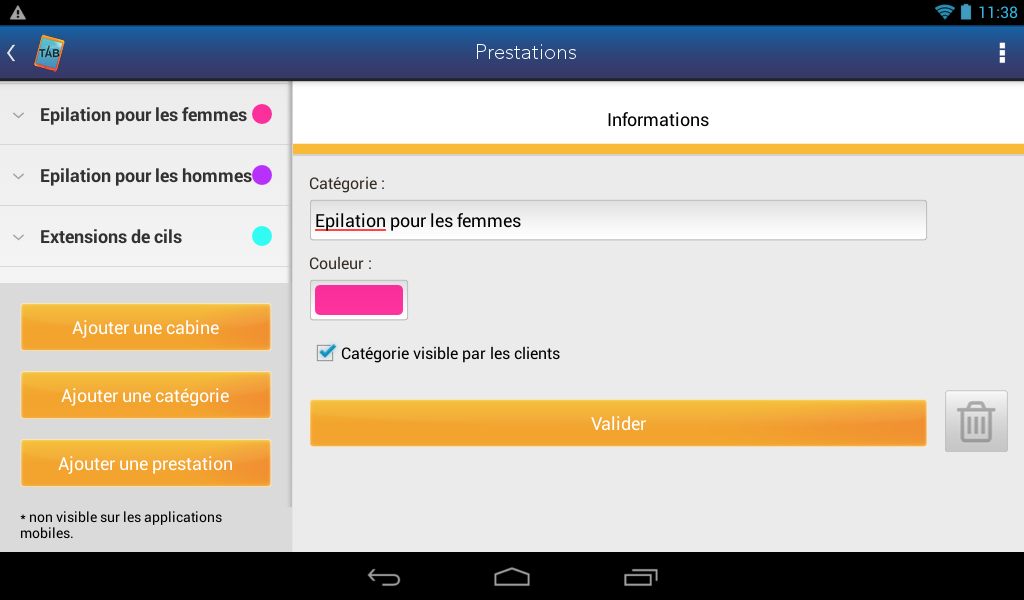 11:38
TAB
Prestations
Epilation pour les femmes
Epilation pour les hommes
Extensions de cils
Ajouter une cabine
Ajouter une catégorie
Ajouter une prestation
* non visible sur les applications
mobiles.
Informations
Catégorie :
Epilation pour les femmes
Couleur :
Catégorie visible par les clients
Valider